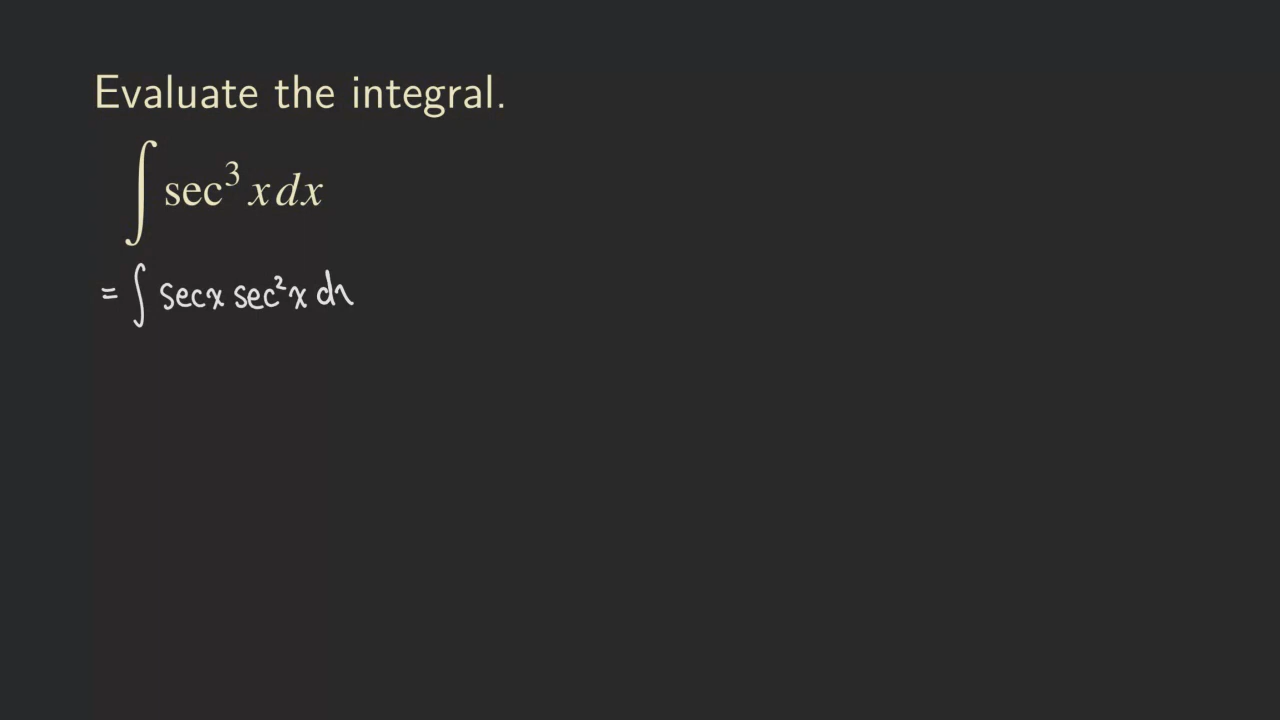 Evaluate the integral.
∫ sec³ x dx
= ∫ secx sec²x dx